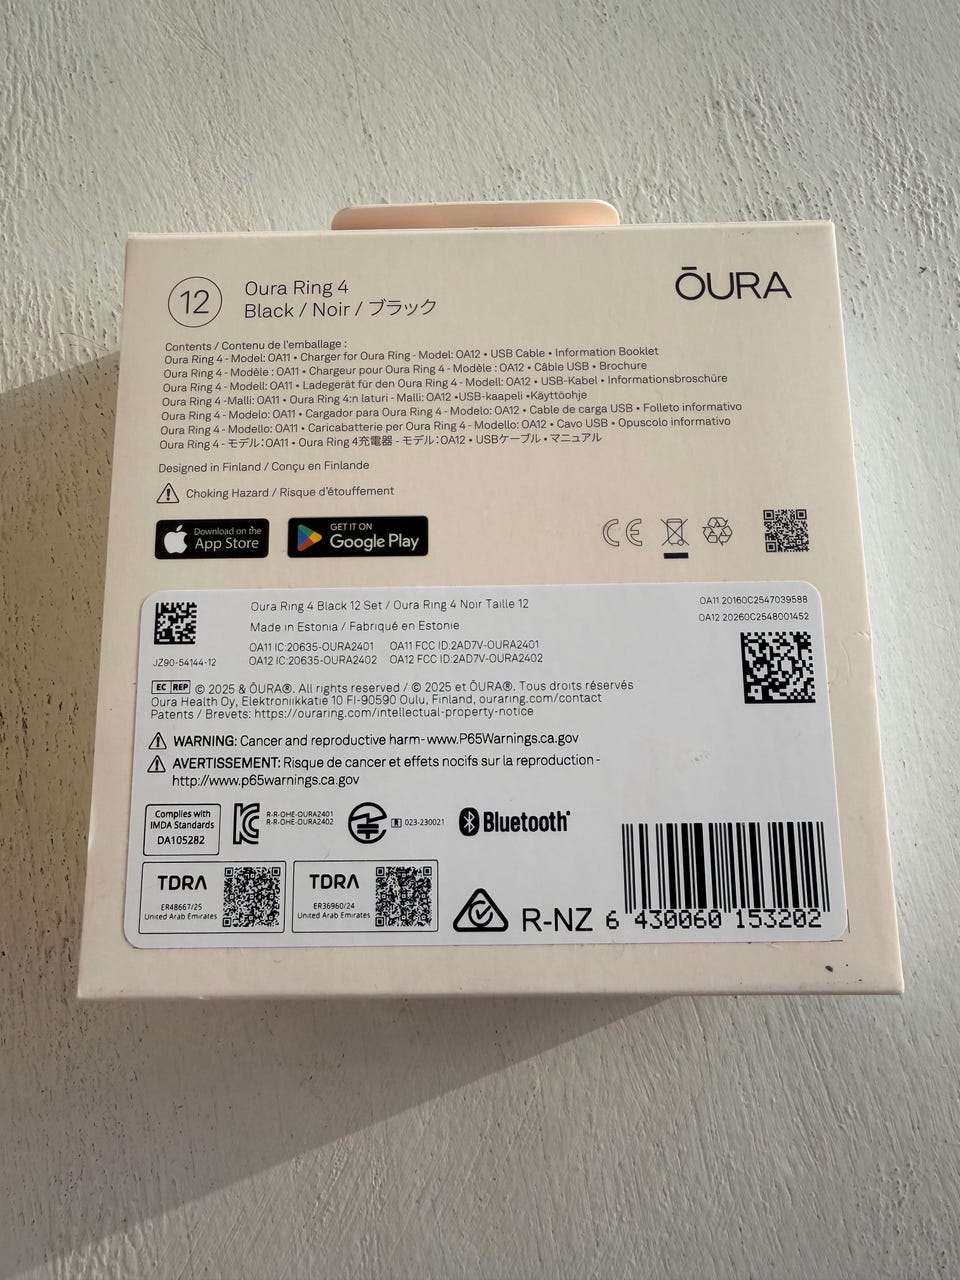 12
Oura Ring 4
Black / Noir / ブラック
ŌURA
Contents / Contenu de l'emballage :
Oura Ring 4 - Model: OA11 • Charger for Oura Ring - Model: OA12 • USB Cable • Information Booklet
Oura Ring 4 - Modèle : OA11 • Chargeur pour Oura Ring 4 - Modèle : OA12 • Câble USB • Brochure
Oura Ring 4 - Modell: OA11 • Ladegerät für den Oura Ring 4 - Modell: OA12 • USB-Kabel • Informationsbroschüre
Oura Ring 4 -Malli: OA11 • Oura Ring 4:n laturi - Malli: OA12 •USB-kaapeli •Käyttöohje
Oura Ring 4 - Modelo: OA11 • Cargador para Oura Ring 4 - Modelo: OA12 • Cable de carga USB • Folleto informativo
Oura Ring 4 - Modello: OA11 • Caricabatterie per Oura Ring 4 - Modello: OA12 • Cavo USB • Opuscolo informativo
Oura Ring 4 - モデル：OA11 • Oura Ring 4充電器 - モデル：OA12 • USBケーブル • マニュアル
Designed in Finland / Conçu en Finlande
Choking Hazard / Risque d'étouffement
Download on the
App Store
GET IT ON
Google Play
CE
Oura Ring 4 Black 12 Set / Oura Ring 4 Noir Taille 12
Made in Estonia / Fabriqué en Estonie
OA11 20160C2547039588
OA12 20260C2548001452
JZ90-54144-12
OA11 IC:20635-OURA2401 OA11 FCC ID:2AD7V-OURA2401
OA12 IC:20635-OURA2402 OA12 FCC ID:2AD7V-OURA2402
EC REP © 2025 & ŌURA®. All rights reserved / © 2025 et ŌURA®. Tous droits réservés
Oura Health Oy, Elektroniikkatie 10 FI-90590 Oulu, Finland, ouraring.com/contact
Patents / Brevets: https://ouraring.com/intellectual-property-notice
WARNING: Cancer and reproductive harm- www.P65Warnings.ca.gov
AVERTISSEMENT: Risque de cancer et effets nocifs sur la reproduction -
http://www.p65warnings.ca.gov
Complies with
IMDA Standards
DA105282
R-R-OHE-OURA2401
R-R-OHE-OURA2402
R 023-230021
Bluetooth®
TDRA
ER48667/25
United Arab Emirates
TDRA
ER36960/24
United Arab Emirates
R-NZ
6 430060 153202